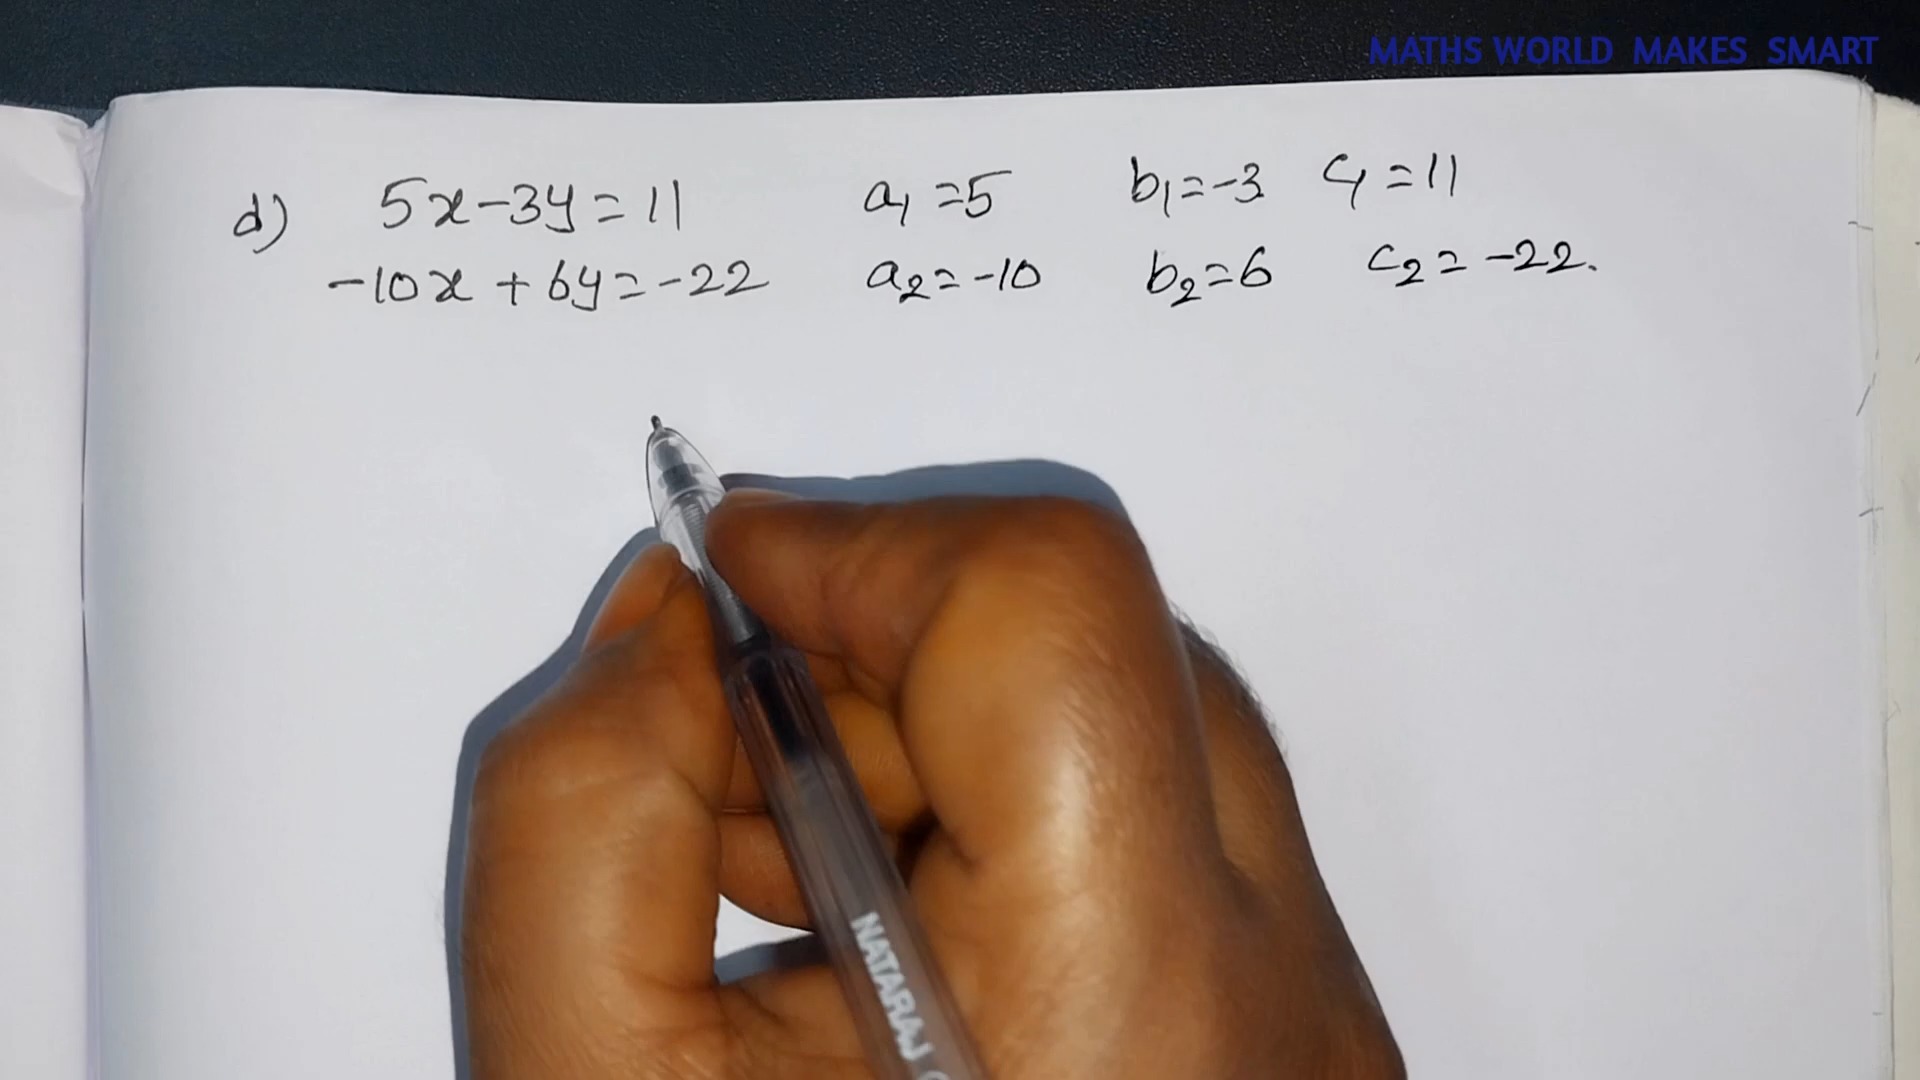 MATHS WORLD MAKES SMART
d) 5x-3y=11 a₁=5 b₁=-3 c₁=11
-10x+6y=-22 a₂=-10 b₂=6 c₂=-22.
NATARAJ